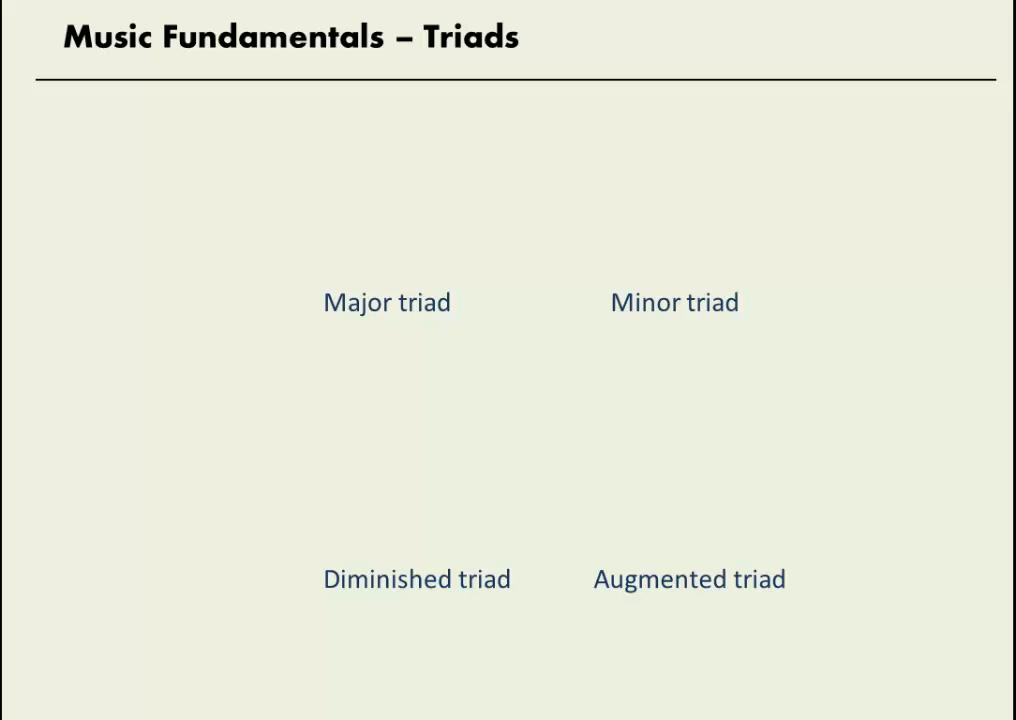 Music Fundamentals – Triads
Major triad
Minor triad
Diminished triad
Augmented triad